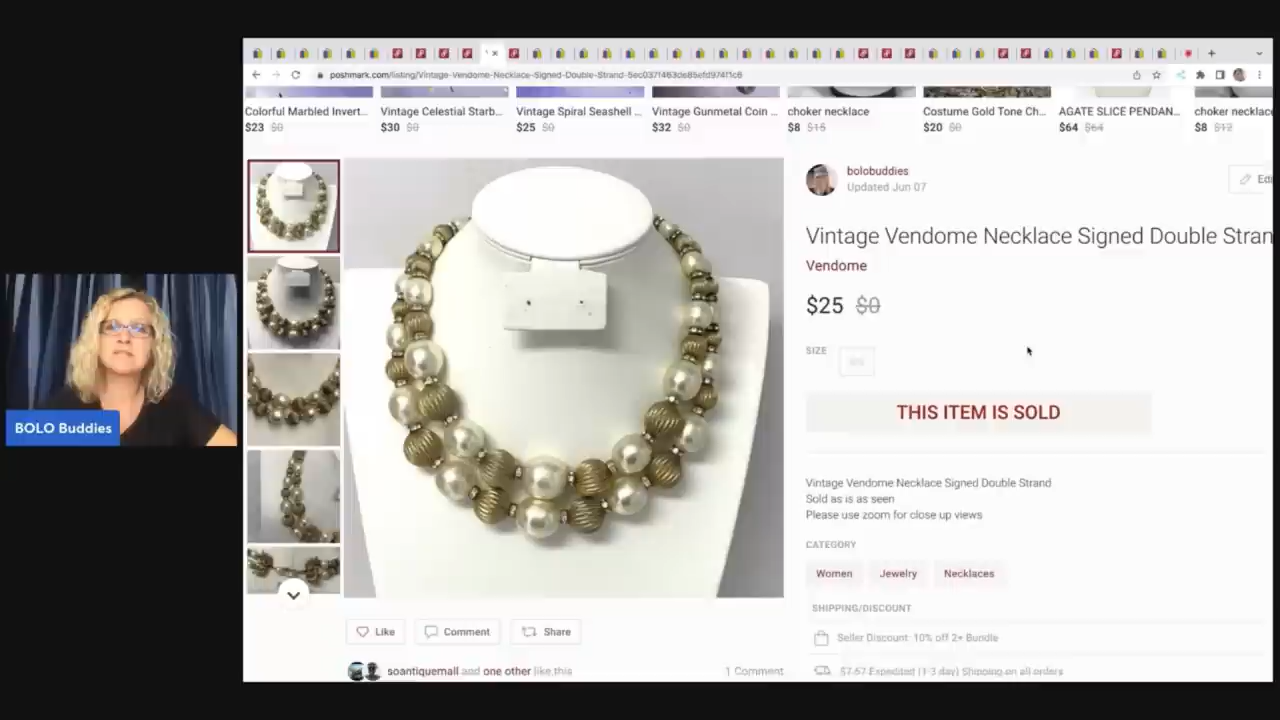 poshmark.com/listing/Vintage-Vendome-Necklace-Signed-Double-Strand-5ec037f463de85efd974f1c6
Colorful Marbled Invert...
$23 $0
Vintage Celestial Starb...
$30 $0
Vintage Spiral Seashell ...
$25 $0
Vintage Gunmetal Coin ...
$32 $0
choker necklace
$8 $15
Costume Gold Tone Ch...
$20 $0
AGATE SLICE PENDAN...
$64 $64
choker necklace
$8 $12
bolobuddies
Updated Jun 07
Vintage Vendome Necklace Signed Double Stran
Vendome
$25 $0
SIZE
THIS ITEM IS SOLD
BOLO Buddies
Vintage Vendome Necklace Signed Double Strand
Sold as is as seen
Please use zoom for close up views
CATEGORY
Women
Jewelry
Necklaces
SHIPPING/DISCOUNT
Seller Discount: 10% off 2+ Bundle
$7.67 Expedited (1-3 day) Shipping on all orders
Like
Comment
Share
soantiquemall and one other like this
1 Comment